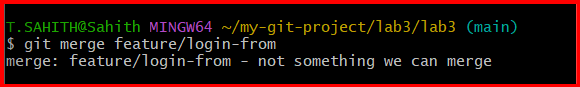 T.SAHITH@Sahith MINGW64 ~/my-git-project/lab3/lab3 (main)
$ git merge feature/login-from
merge: feature/login-from - not something we can merge